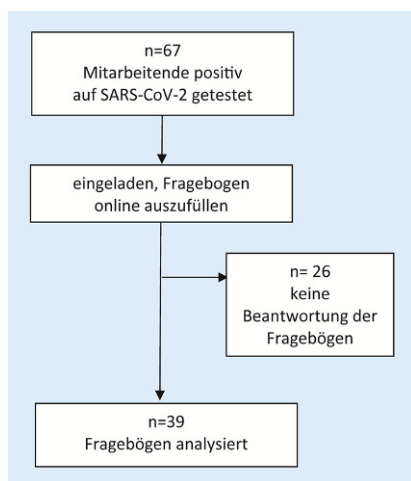 n=67
Mitarbeitende positiv
auf SARS-CoV-2 getestet
eingeladen, Fragebogen
online auszufüllen
n= 26
keine
Beantwortung der
Fragebögen
n=39
Fragebögen analysiert